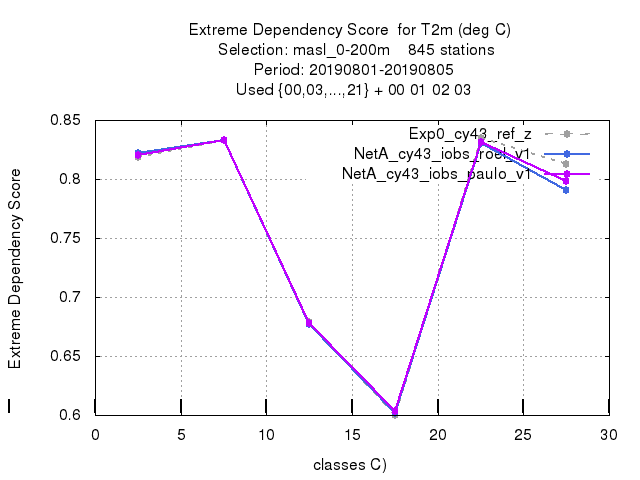 Extreme Dependency Score  for T2m (deg C)
Selection: masl_0-200m    845 stations
Period: 20190801-20190805
Used {00,03,...,21} + 00 01 02 03
Exp0_cy43_ref_z
NetA_cy43_iobs_roel_v1
NetA_cy43_iobs_paulo_v1
0.85
0.8
0.75
0.7
0.65
0.6
Extreme Dependency Score
0 5 10 15 20 25 30
classes C)